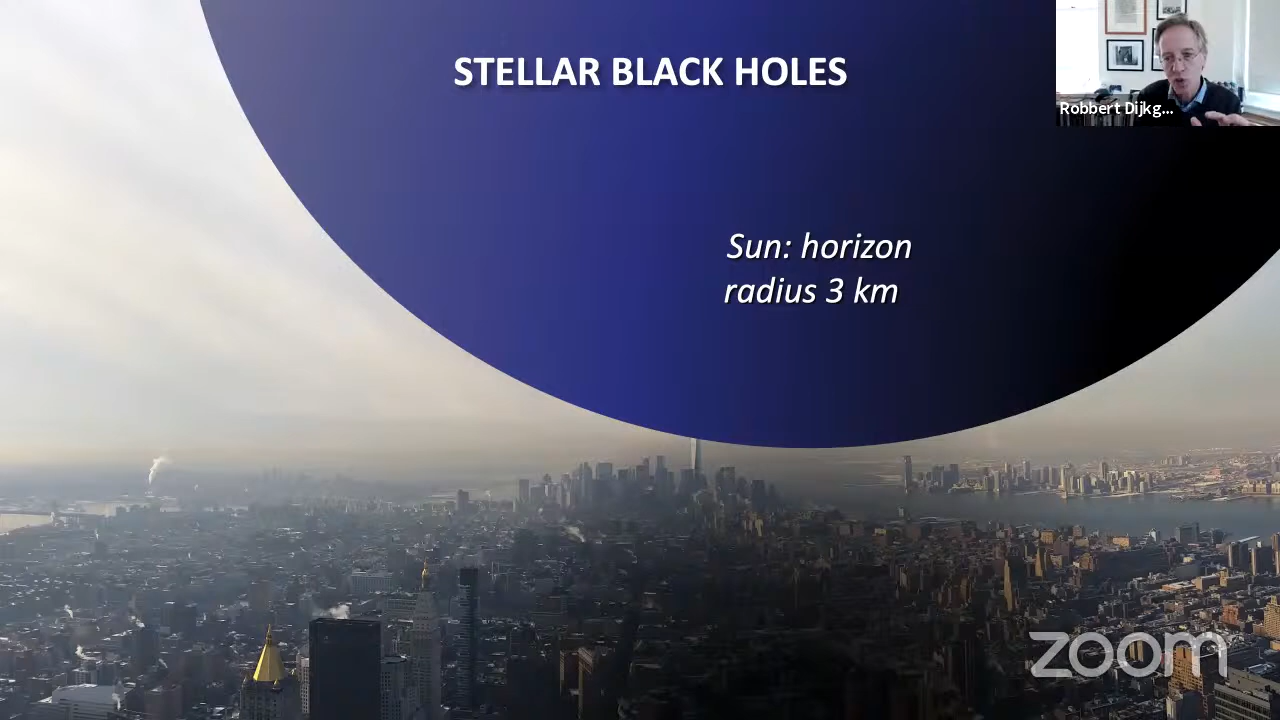 STELLAR BLACK HOLES
Robbert Dijkg...
Sun: horizon
radius 3 km
zoom